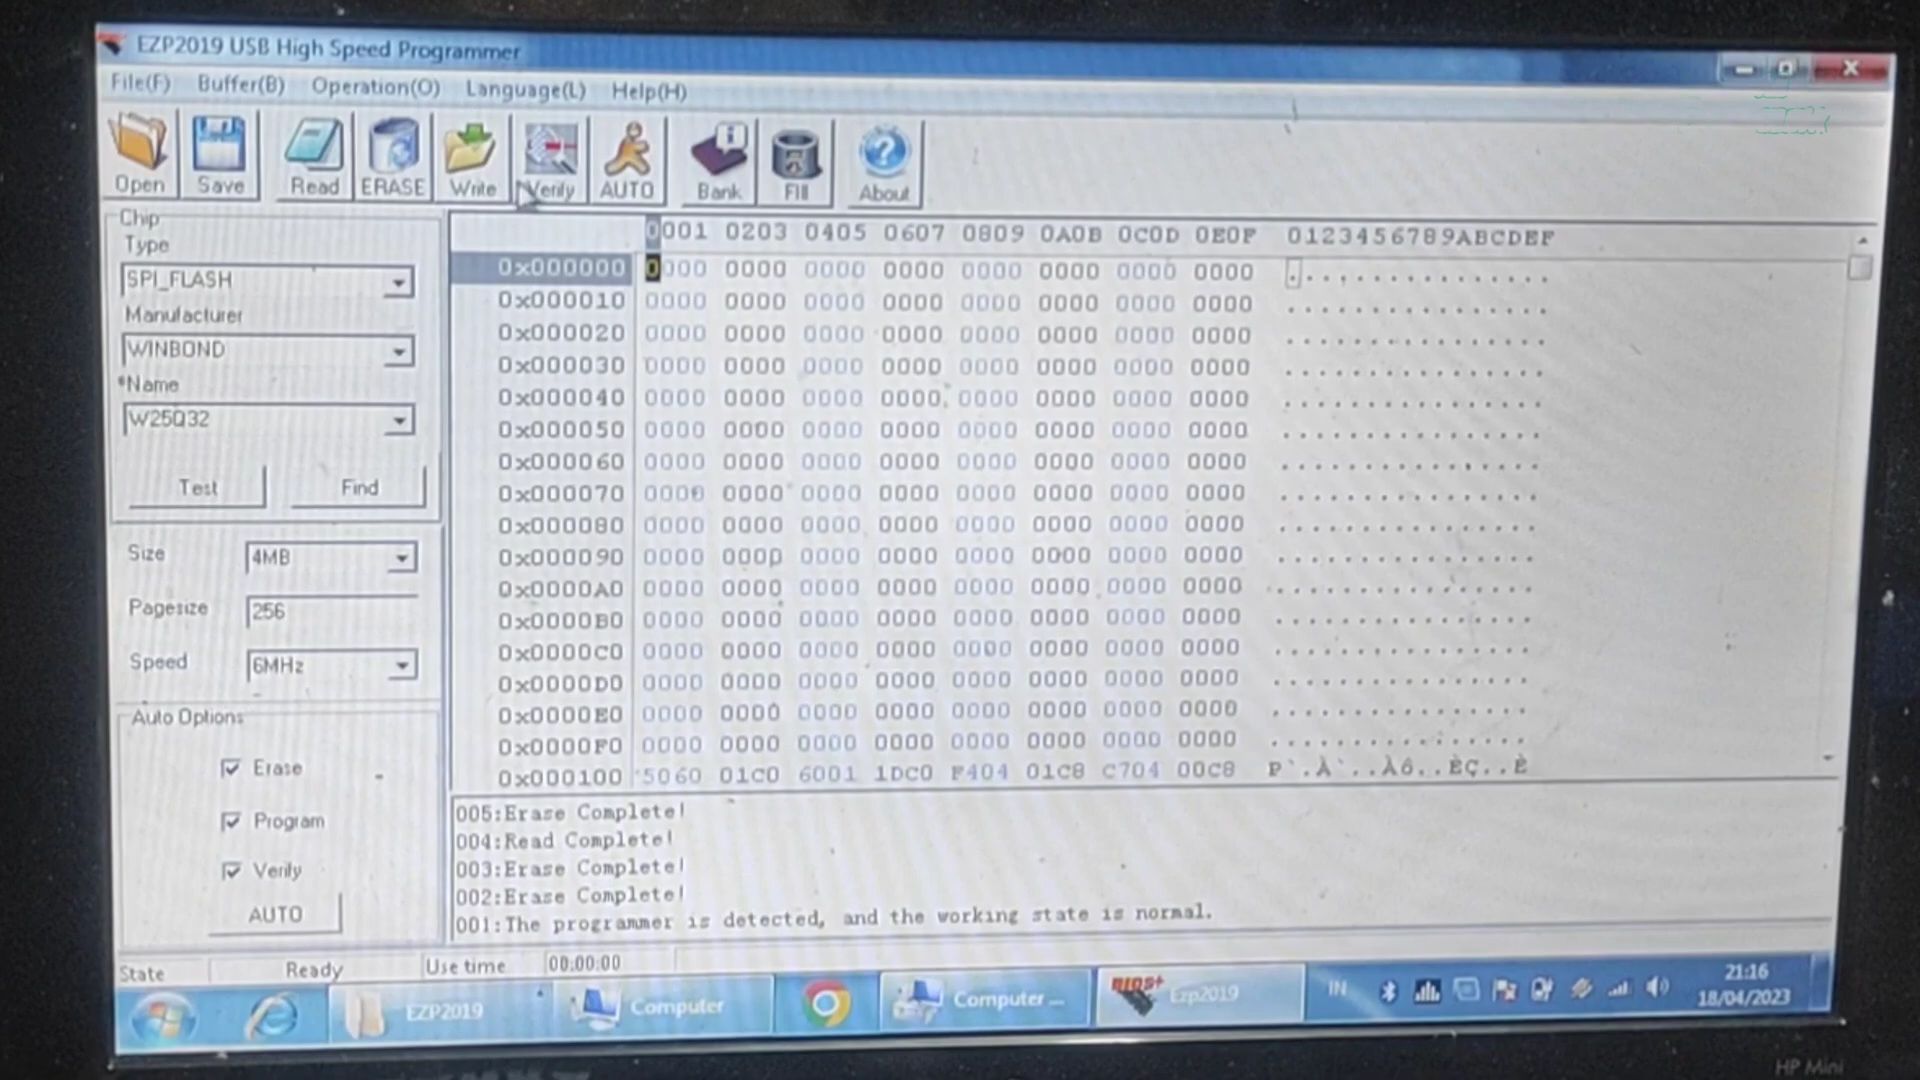 EZP2019 USB High Speed Programmer
File(F) Buffer(B) Operation(O) Language(L) Help(H)
Open Save Read ERASE Write Verify AUTO Bank Fill About
Chip
Type
SPI_FLASH
Manufacturer
WINBOND
*Name
W25Q32
Test Find
Size 4MB
Pagesize 256
Speed 6MHz
Auto Options
Erase
Program
Verify
AUTO
0001 0203 0405 0607 0809 0A0B 0C0D 0E0F 0123456789ABCDEF
0x000000 0000 0000 0000 0000 0000 0000 0000 0000 ................
0x000010 0000 0000 0000 0000 0000 0000 0000 0000 ................
0x000020 0000 0000 0000 0000 0000 0000 0000 0000 ................
0x000030 0000 0000 0000 0000 0000 0000 0000 0000 ................
0x000040 0000 0000 0000 0000 0000 0000 0000 0000 ................
0x000050 0000 0000 0000 0000 0000 0000 0000 0000 ................
0x000060 0000 0000 0000 0000 0000 0000 0000 0000 ................
0x000070 0000 0000 0000 0000 0000 0000 0000 0000 ................
0x000080 0000 0000 0000 0000 0000 0000 0000 0000 ................
0x000090 0000 0000 0000 0000 0000 0000 0000 0000 ................
0x0000A0 0000 0000 0000 0000 0000 0000 0000 0000 ................
0x0000B0 0000 0000 0000 0000 0000 0000 0000 0000 ................
0x0000C0 0000 0000 0000 0000 0000 0000 0000 0000 ................
0x0000D0 0000 0000 0000 0000 0000 0000 0000 0000 ................
0x0000E0 0000 0000 0000 0000 0000 0000 0000 0000 ................
0x0000F0 0000 0000 0000 0000 0000 0000 0000 0000 ................
0x000100 5060 01C0 6001 1DC0 F404 01C8 C704 00C8 P`.À`..Àô..ÈÇ..È
005:Erase Complete!
004:Read Complete!
003:Erase Complete!
002:Erase Complete!
001:The programmer is detected, and the working state is normal.
State Ready Use time 00:00:00
EZP2019 Computer Computer ... BIOS+ Ezp2019 IN 21:16
18/04/2023
HP Mini